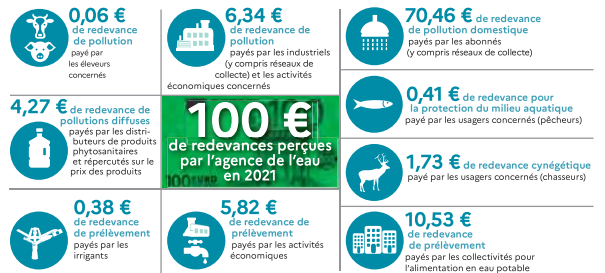 0,06 €
de redevance
de pollution
payé par
les éleveurs
concernés
6,34 €
de redevance de
pollution
payés par les industriels
(y compris réseaux de
collecte) et les activités
économiques concernés
70,46 € de redevance
de pollution domestique
payés par les abonnés
(y compris réseaux de collecte)
4,27 € de redevance de
pollutions diffuses
payés par les distri-
buteurs de produits
phytosanitaires
et répercutés sur le
prix des produits
100 €
de redevances perçues
par l'agence de l'eau
en 2021
0,41 € de redevance pour
la protection du milieu aquatique
payé par les usagers concernés (pêcheurs)
1,73 € de redevance cynégétique
payé par les usagers concernés (chasseurs)
0,38 €
de redevance
de prélèvement
payés par les
irrigants
5,82 €
de redevance de
prélèvement
payés par les activités
économiques
10,53 €
de redevance
de prélèvement
payés par les collectivités pour
l'alimentation en eau potable